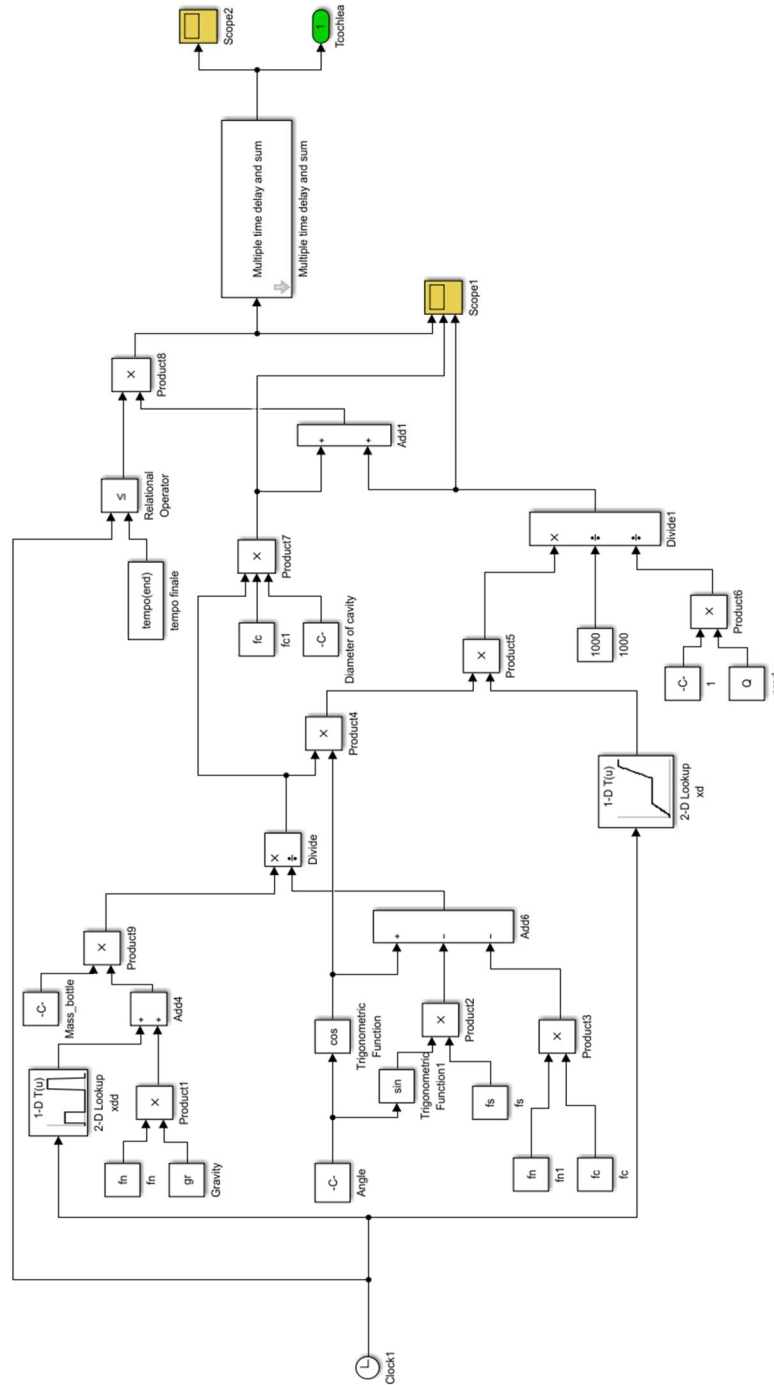 Clock1
1-D T(u)
2-D Lookup
xdd
-C-
Mass_bottle
fn
fn
gr
Gravity
×
Product1
+
+
Add4
×
Product9
tempo(end)
tempo finale
≤
Relational
Operator
×
Product8
Multiple time delay and sum
Multiple time delay and sum
Scope2
1
Tcochlea
×
÷
Divide
fc
fc1
-C-
Diameter of cavity
×
Product7
-C-
Angle
cos
Trigonometric
Function
sin
Trigonometric
Function1
fs
fs
×
Product2
fn
fn1
fc
fc
×
Product3
+
−
−
Add6
×
Product4
+
+
Add1
Scope1
×
Product5
1000
1000
×
÷
÷
Divide1
1-D T(u)
2-D Lookup
xd
-C-
1
Q
×
Product6